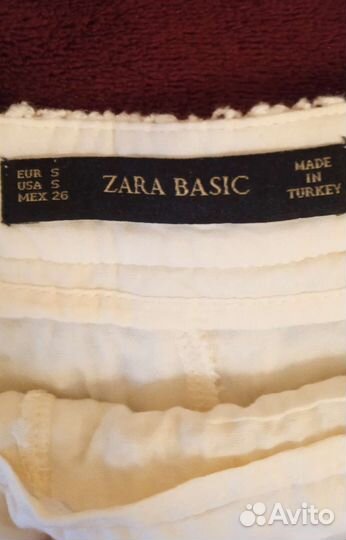 EUR S
USA S
MEX 26
ZARA BASIC
MADE
IN
TURKEY
Avito